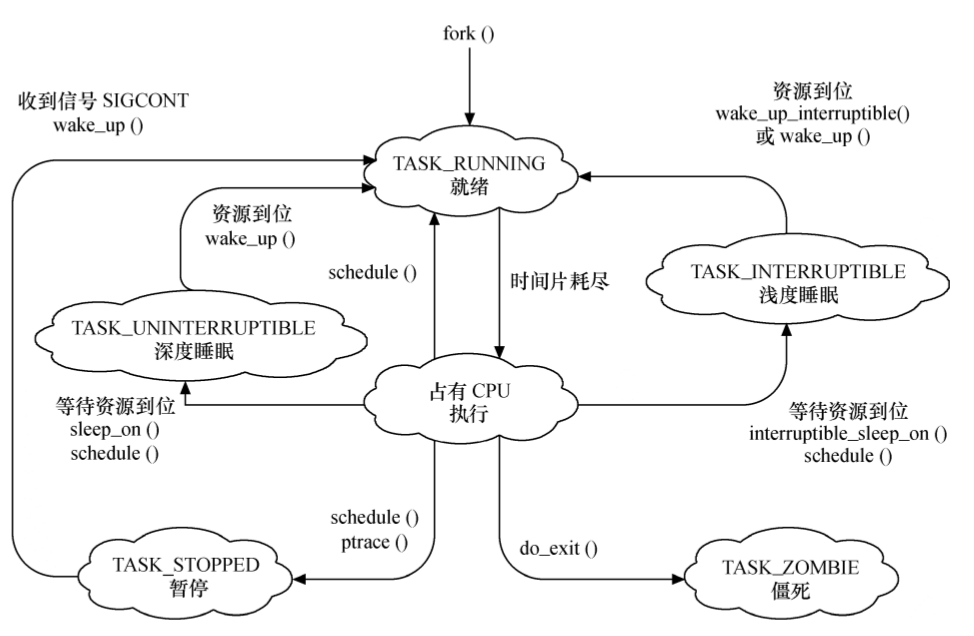 fork ()
收到信号 SIGCONT
wake_up ()
资源到位
wake_up_interruptible()
或 wake_up ()
TASK_RUNNING
就绪
资源到位
wake_up ()
schedule ()
时间片耗尽
TASK_INTERRUPTIBLE
浅度睡眠
TASK_UNINTERRUPTIBLE
深度睡眠
占有 CPU
执行
等待资源到位
sleep_on ()
schedule ()
等待资源到位
interruptible_sleep_on ()
schedule ()
schedule ()
ptrace ()
do_exit ()
TASK_STOPPED
暂停
TASK_ZOMBIE
僵死